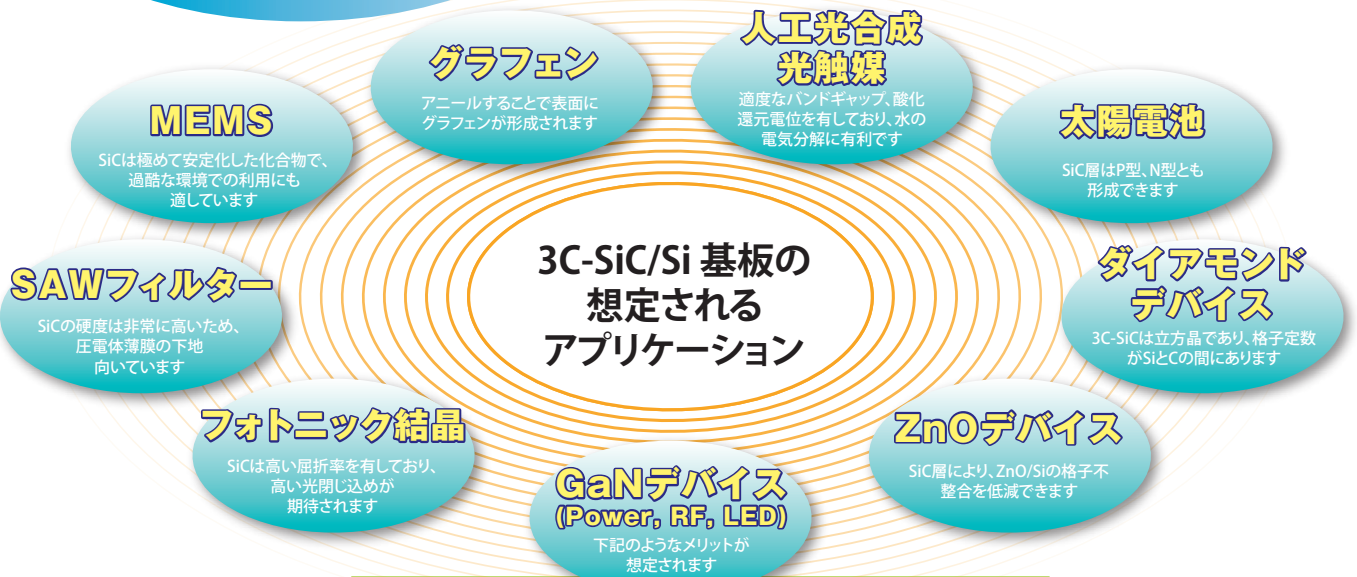 人工光合成
光触媒
適度なバンドギャップ、酸化
還元電位を有しており、水の
電気分解に有利です
グラフェン
アニールすることで表面に
グラフェンが形成されます
MEMS
SiCは極めて安定化した化合物で、
過酷な環境での利用にも
適しています
太陽電池
SiC層はP型、N型とも
形成できます
3C-SiC/Si 基板の
想定される
アプリケーション
SAWフィルター
SiCの硬度は非常に高いため、
圧電体薄膜の下地
向いています
ダイアモンド
デバイス
3C-SiCは立方晶であり、格子定数
がSiとCの間にあります
フォトニック結晶
SiCは高い屈折率を有しており、
高い光閉じ込めが
期待されます
ZnOデバイス
SiC層により、ZnO/Siの格子不
整合を低減できます
GaNデバイス
(Power, RF, LED)
下記のようなメリットが
想定されます